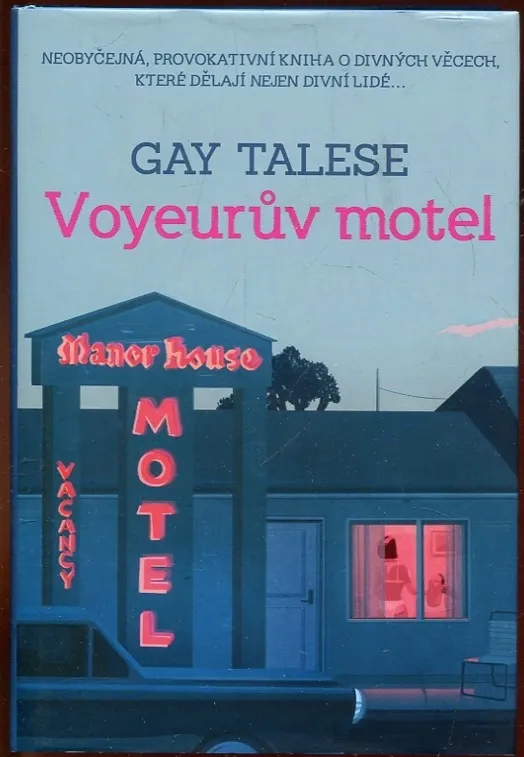 NEOBYČEJNÁ, PROVOKATIVNÍ KNIHA O DIVNÝCH VĚCECH,
KTERÉ DĚLAJÍ NEJEN DIVNÍ LIDÉ...
GAY TALESE
Voyeurův motel
Manor House
MOTEL
VACANCY